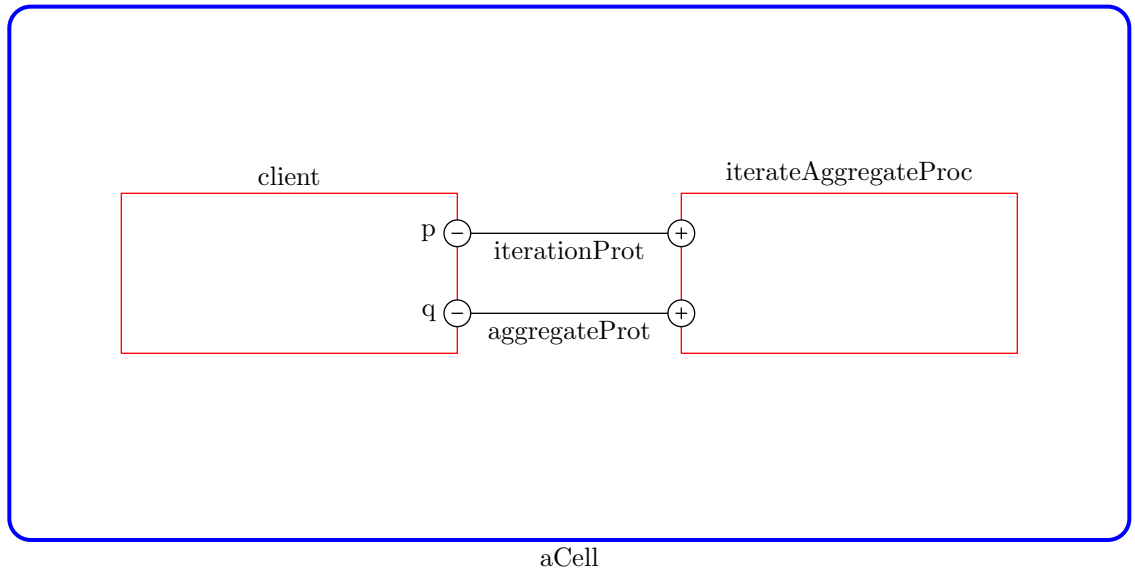 client
iterateAggregateProc
p
−
+
iterationProt
q
−
+
aggregateProt
aCell